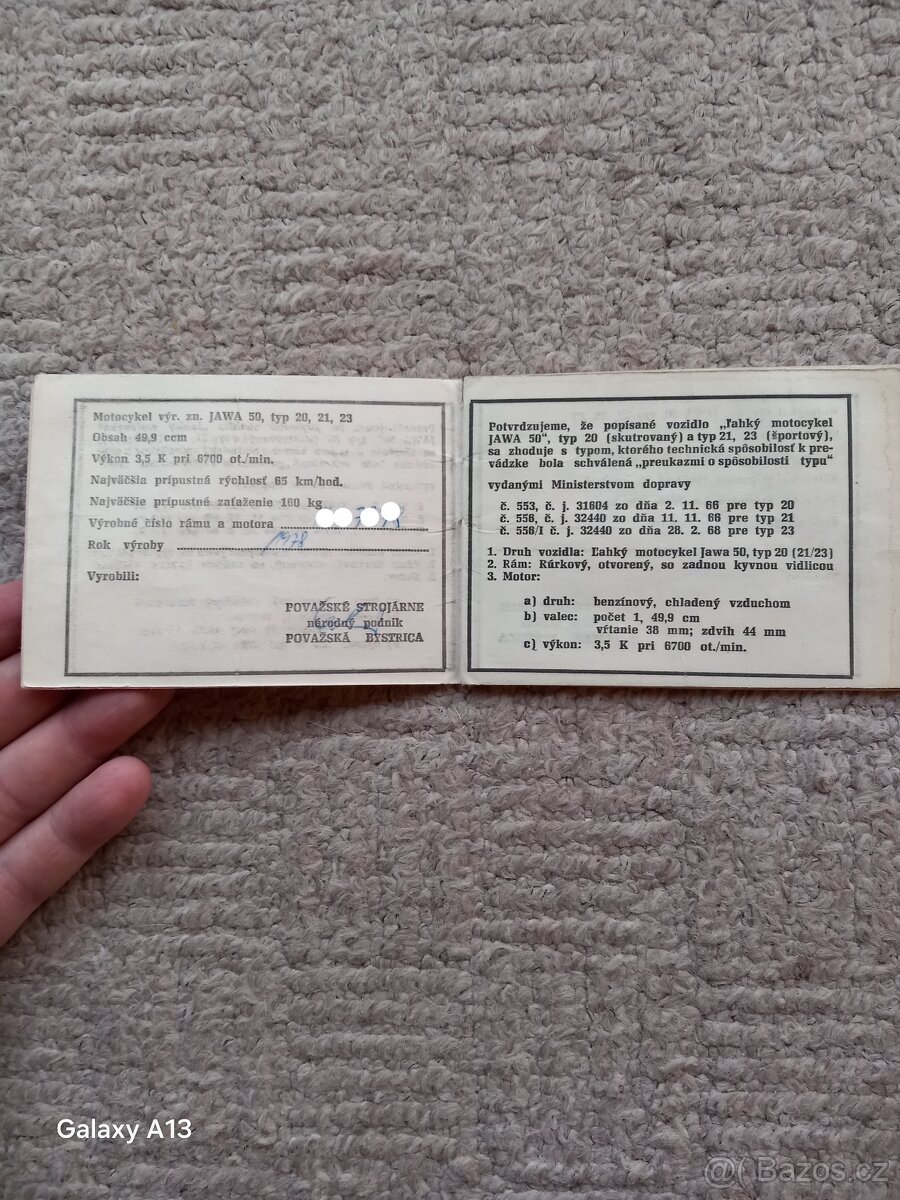 Motocykel výr. zn. JAWA 50, typ 20, 21, 23
Obsah 49,9 ccm
Výkon 3,5 K pri 6700 ot./min.
Najväčšia prípustná rýchlosť 65 km/hod.
Najväčšie prípustné zaťaženie 160 kg
Výrobné číslo rámu a motora
Rok výroby 1978
Vyrobili:
POVAŽSKÉ STROJÁRNE
národný podnik
POVAŽSKÁ BYSTRICA
Potvrdzujeme, že popísané vozidlo „ľahký motocykel
JAWA 50", typ 20 (skutrovaný) a typ 21, 23 (športový),
sa zhoduje s typom, ktorého technická spôsobilosť k pre-
vádzke bola schválená „preukazmi o spôsobilosti typu"
vydanými Ministerstvom dopravy
č. 553, č. j. 31604 zo dňa 2. 11. 66 pre typ 20
č. 556, č. j. 32440 zo dňa 11. 11. 66 pre typ 21
č. 556/I č. j. 32440 zo dňa 28. 2. 68 pre typ 23
1. Druh vozidla: Ľahký motocykel Jawa 50, typ 20 (21/23)
2. Rám: Rúrkový, otvorený, so zadnou kyvnou vidlicou
3. Motor:
a) druh: benzínový, chladený vzduchom
b) valec: počet 1, 49,9 cm
vŕtanie 38 mm; zdvih 44 mm
c) výkon: 3,5 K pri 6700 ot./min.
Galaxy A13
@( Bazos.cz